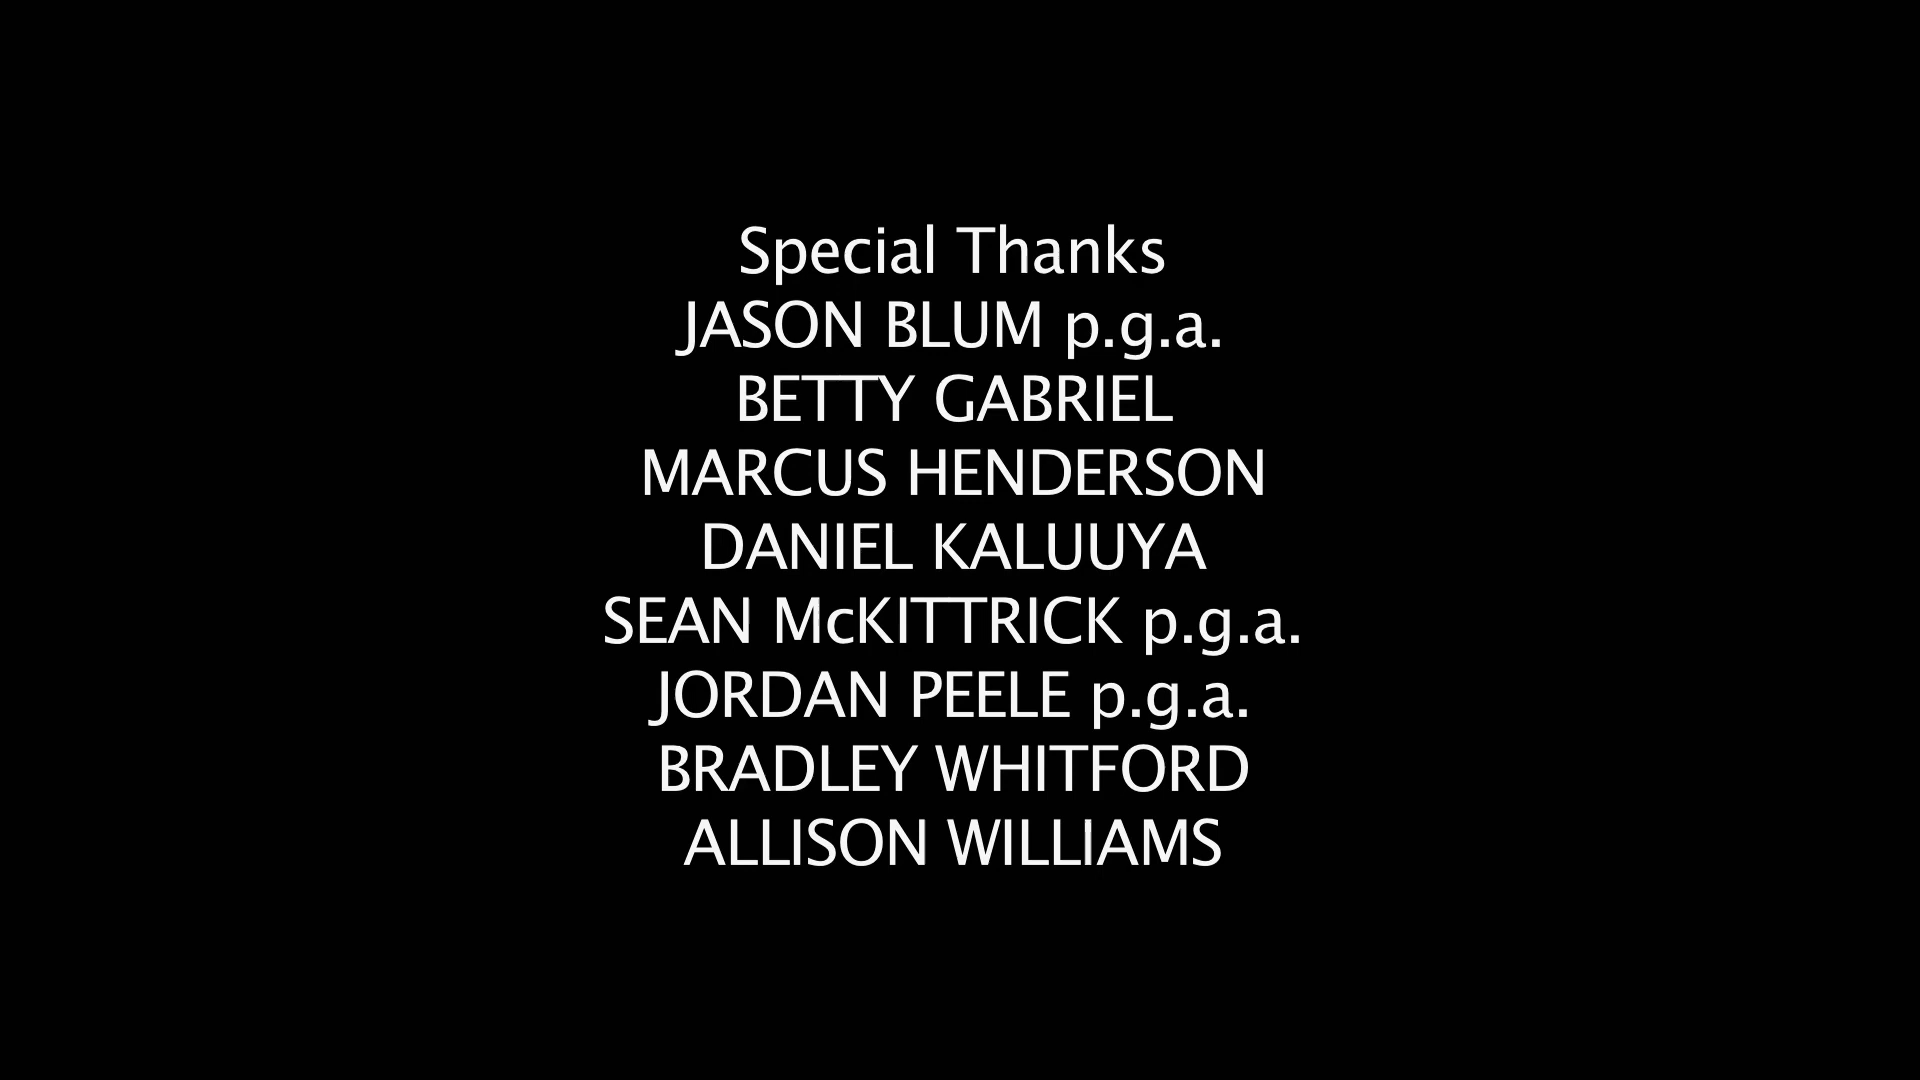 Special Thanks
JASON BLUM p.g.a.
BETTY GABRIEL
MARCUS HENDERSON
DANIEL KALUUYA
SEAN McKITTRICK p.g.a.
JORDAN PEELE p.g.a.
BRADLEY WHITFORD
ALLISON WILLIAMS